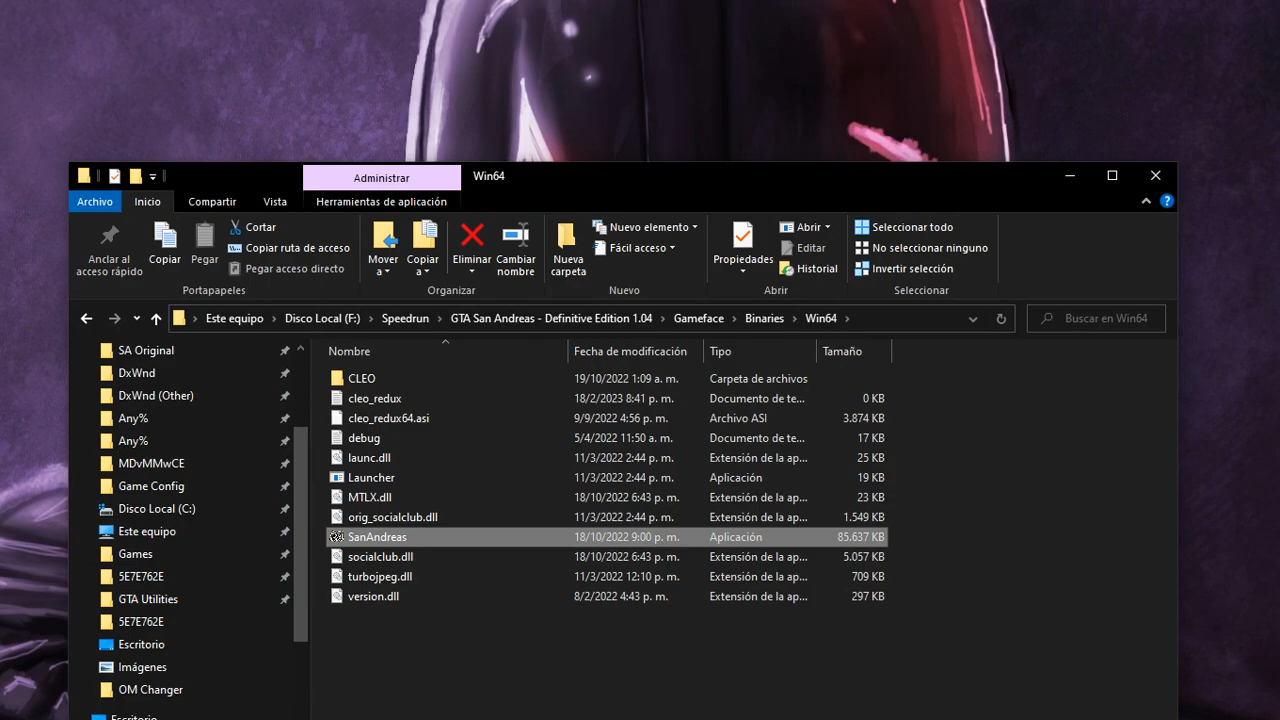 Administrar
Win64
Archivo
Inicio
Compartir
Vista
Herramientas de aplicación
Anclar al acceso rápido
Copiar
Pegar
Cortar
Copiar ruta de acceso
Pegar acceso directo
Portapapeles
Mover a
Copiar a
Eliminar
Cambiar nombre
Organizar
Nueva carpeta
Nuevo elemento
Fácil acceso
Nuevo
Propiedades
Abrir
Editar
Historial
Abrir
Seleccionar todo
No seleccionar ninguno
Invertir selección
Seleccionar
Este equipo > Disco Local (F:) > Speedrun > GTA San Andreas - Definitive Edition 1.04 > Gameface > Binaries > Win64 >
Buscar en Win64
SA Original
DxWnd
DxWnd (Other)
Any%
Any%
MDvMMwCE
Game Config
Disco Local (C:)
Este equipo
Games
5E7E762E
GTA Utilities
5E7E762E
Escritorio
Imágenes
OM Changer
Escritorio
Nombre Fecha de modificación Tipo Tamaño
CLEO 19/10/2022 1:09 a. m. Carpeta de archivos
cleo_redux 18/2/2023 8:41 p. m. Documento de te... 0 KB
cleo_redux64.asi 9/9/2022 4:56 p. m. Archivo ASI 3.874 KB
debug 5/4/2022 11:50 a. m. Documento de te... 17 KB
launc.dll 11/3/2022 2:44 p. m. Extensión de la ap... 25 KB
Launcher 11/3/2022 2:44 p. m. Aplicación 19 KB
MTLX.dll 18/10/2022 6:43 p. m. Extensión de la ap... 23 KB
orig_socialclub.dll 11/3/2022 2:44 p. m. Extensión de la ap... 1.549 KB
SanAndreas 18/10/2022 9:00 p. m. Aplicación 85.637 KB
socialclub.dll 18/10/2022 6:43 p. m. Extensión de la ap... 5.057 KB
turbojpeg.dll 11/3/2022 12:10 p. m. Extensión de la ap... 709 KB
version.dll 8/2/2022 4:43 p. m. Extensión de la ap... 297 KB